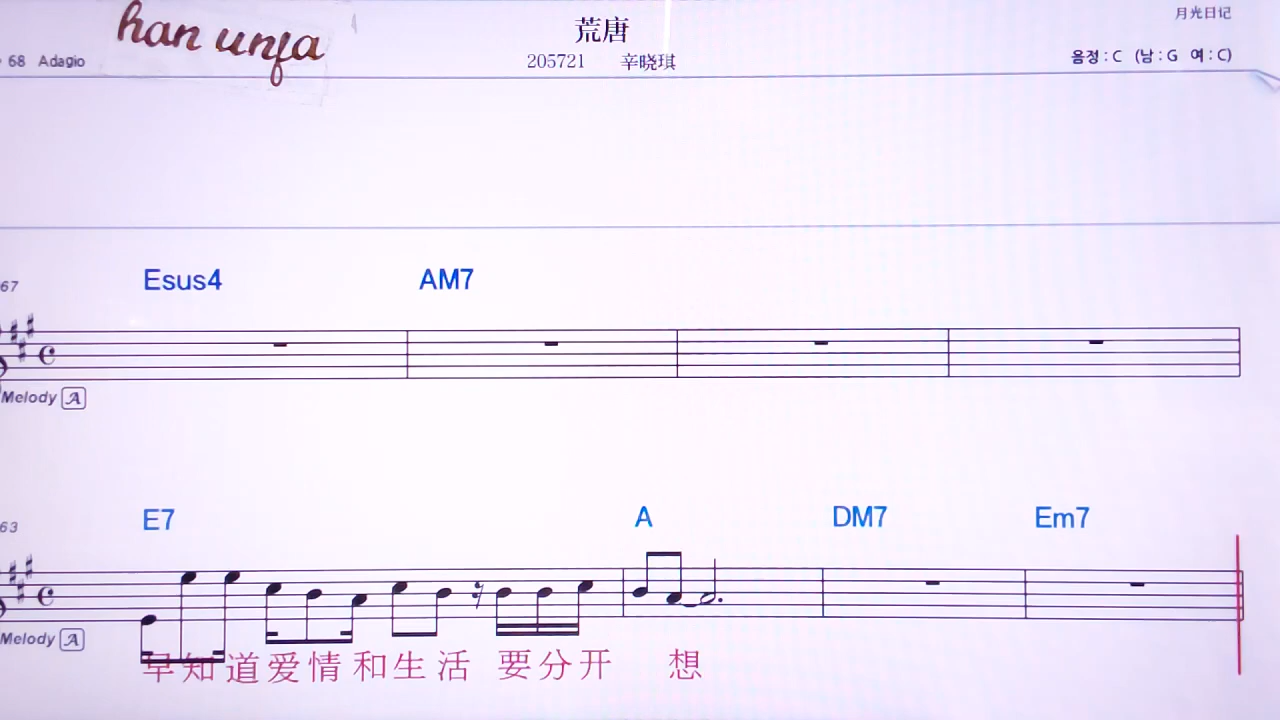 han unfa
荒唐
月光日记
68 Adagio
205721 辛晓琪
음정 : C (남 : G 여 : C)
67
Esus4 AM7
Melody A
63
E7 A DM7 Em7
Melody A
早知道爱情和生活 要分开 想